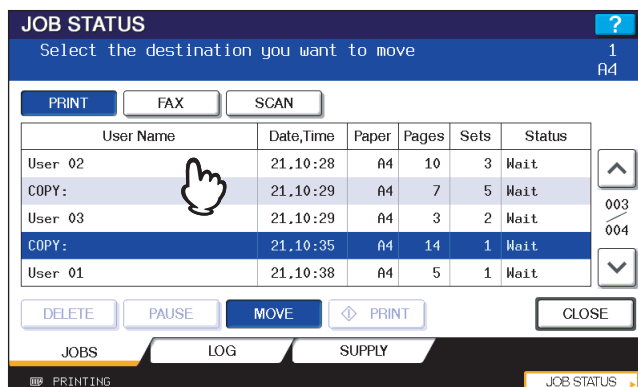 JOB STATUS ?
Select the destination you want to move 1
A4
PRINT FAX SCAN
User Name Date,Time Paper Pages Sets Status
User 02 21,10:28 A4 10 3 Wait
COPY: 21,10:29 A4 7 5 Wait
User 03 21,10:29 A4 3 2 Wait
003
004
COPY: 21,10:35 A4 14 1 Wait
User 01 21,10:38 A4 5 1 Wait
DELETE PAUSE MOVE PRINT CLOSE
JOBS LOG SUPPLY
PRINTING JOB STATUS